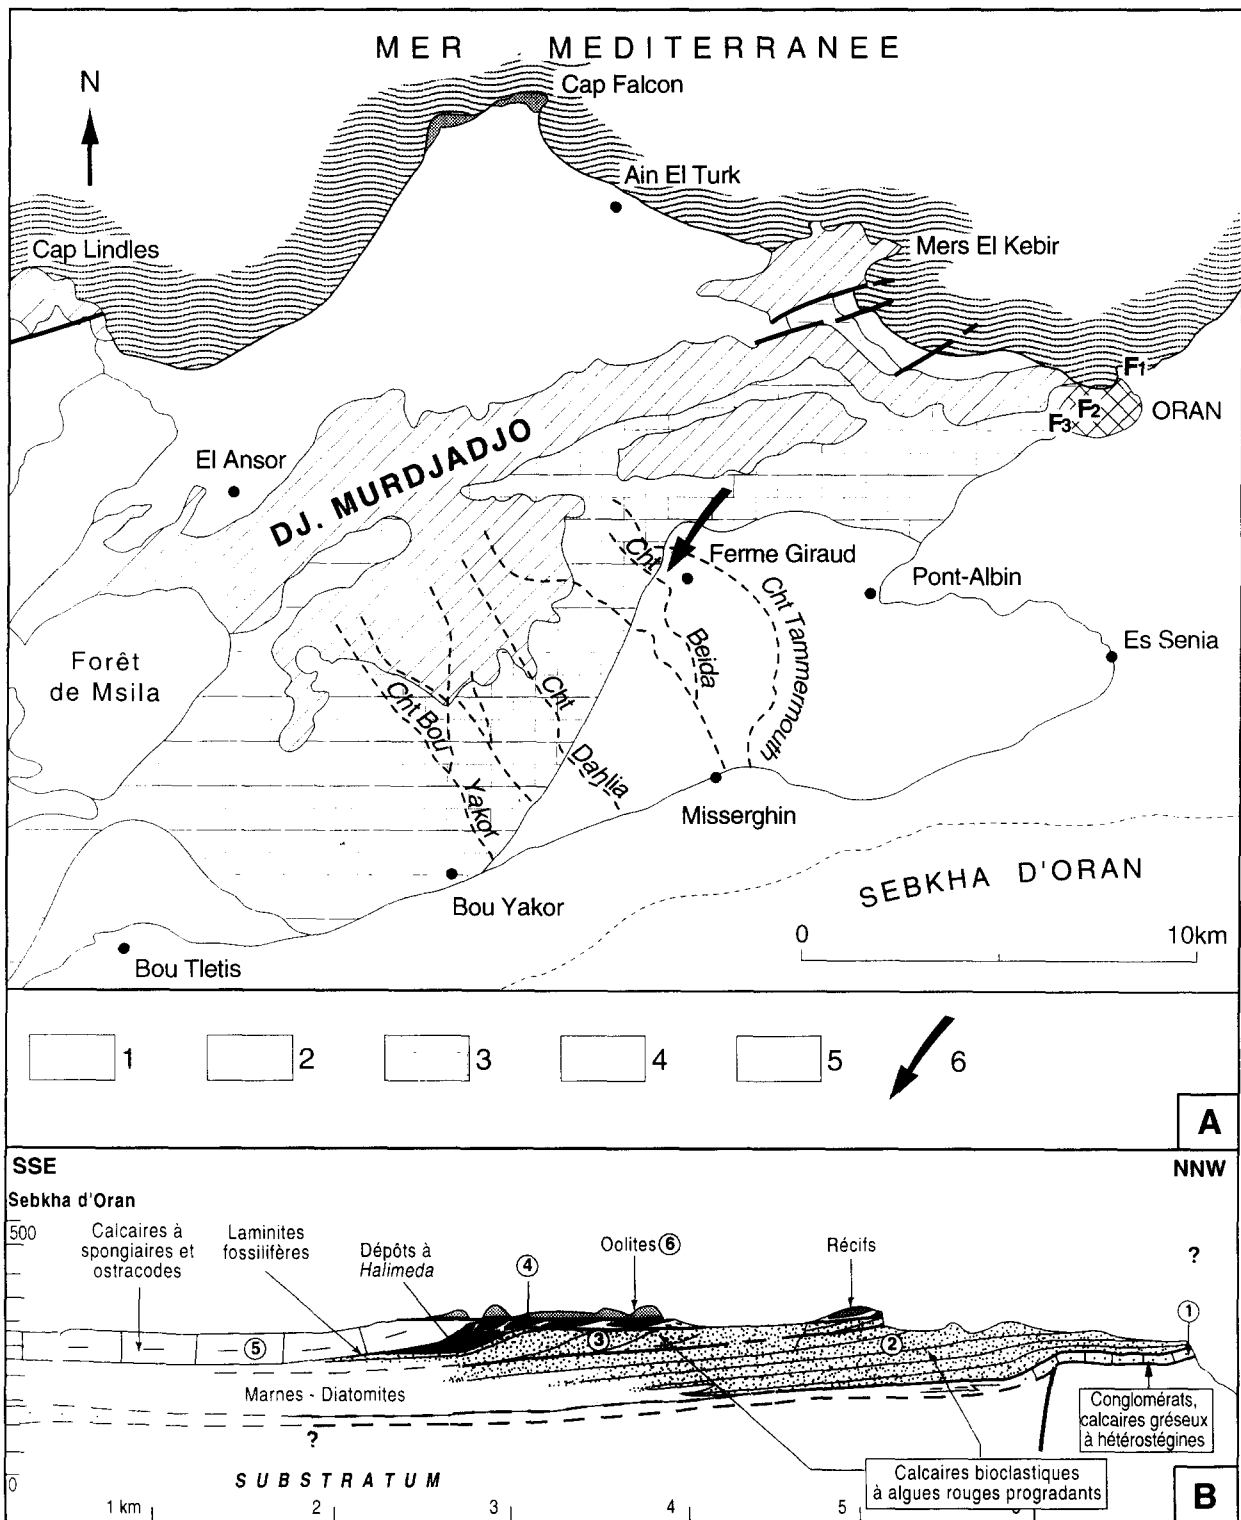 MER MEDITERRANEE
N
Cap Falcon
Ain El Turk
Cap Lindles
Mers El Kebir
F1
F2
F3
ORAN
El Ansor
DJ. MURDJADJO
Cht
Beida
Ferme Giraud
Pont-Albin
Cht Tammermouth
Es Senia
Forêt
de Msila
Cht Bou
Yakor
Cht
Dahlia
Misserghin
SEBKHA D'ORAN
Bou Yakor
Bou Tletis
0 10km
1 2 3 4 5 6
A
SSE NNW
Sebkha d'Oran
500
Calcaires à
spongiaires et
ostracodes
Laminites
fossilifères
Dépôts à
Halimeda
4
Oolites 6
Récifs
?
1
5
3
2
Marnes - Diatomites
?
Conglomérats,
calcaires gréseux
à hétérostégines
SUBSTRATUM
Calcaires bioclastiques
à algues rouges progradants
0
1 km 2 3 4 5
B